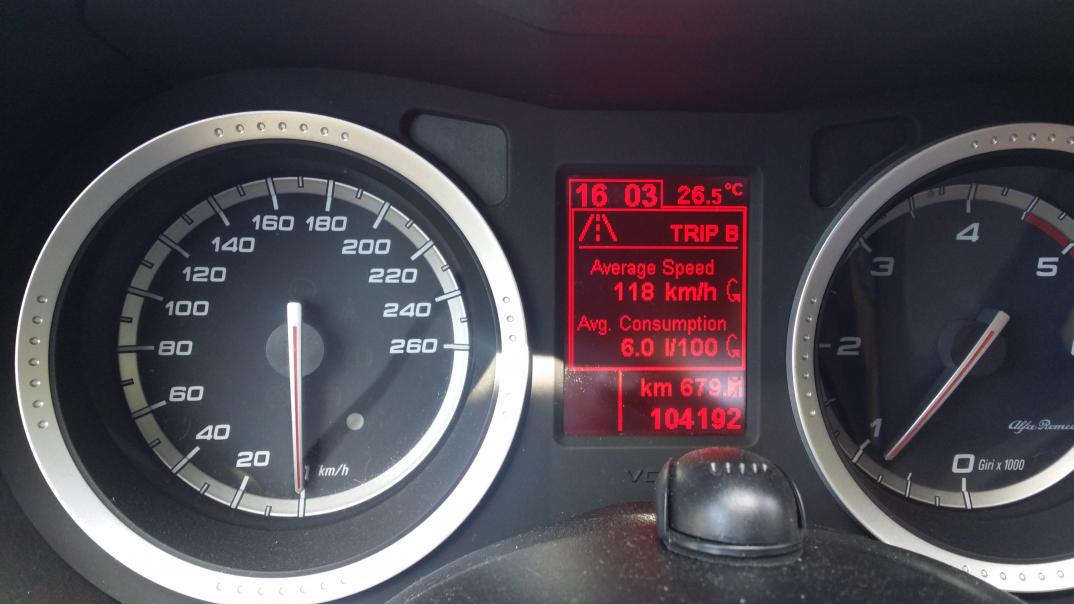 160 180
140 200
120 220
100 240
80 260
60
40
20
km/h
16 03 26.5°C
TRIP B
Average Speed
118 km/h
Avg. Consumption
6.0 l/100
km 679.
104192
4
3 5
2
1
0 Giri x 1000
Alfa Romeo